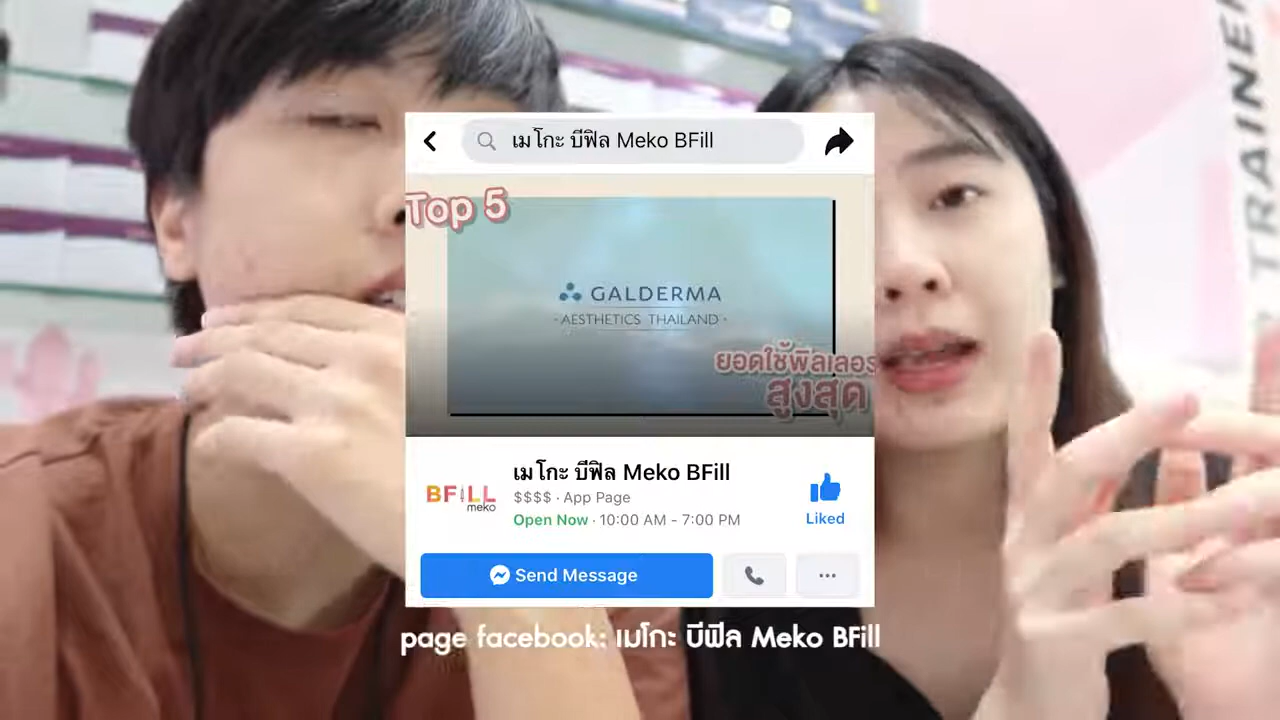 TRAINER
เมโกะ บีฟิล Meko BFill
Top 5
GALDERMA
· AESTHETICS THAILAND ·
ยอดใช้ฟิลเลอร์
สูงสุด
BFILL
meko
เมโกะ บีฟิล Meko BFill
$$$$ · App Page
Open Now · 10:00 AM - 7:00 PM
Liked
Send Message
page facebook: เมโกะ บีฟิล Meko BFill